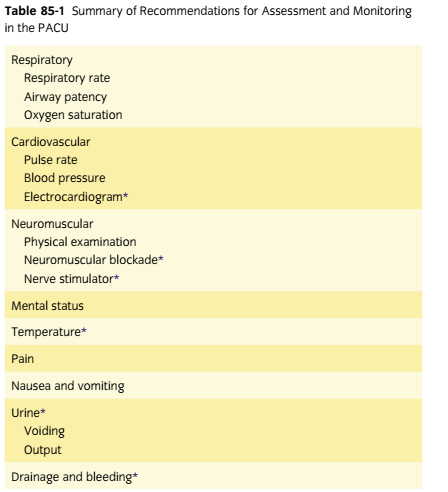 Table 85-1 Summary of Recommendations for Assessment and Monitoring
in the PACU
Respiratory
Respiratory rate
Airway patency
Oxygen saturation
Cardiovascular
Pulse rate
Blood pressure
Electrocardiogram*
Neuromuscular
Physical examination
Neuromuscular blockade*
Nerve stimulator*
Mental status
Temperature*
Pain
Nausea and vomiting
Urine*
Voiding
Output
Drainage and bleeding*